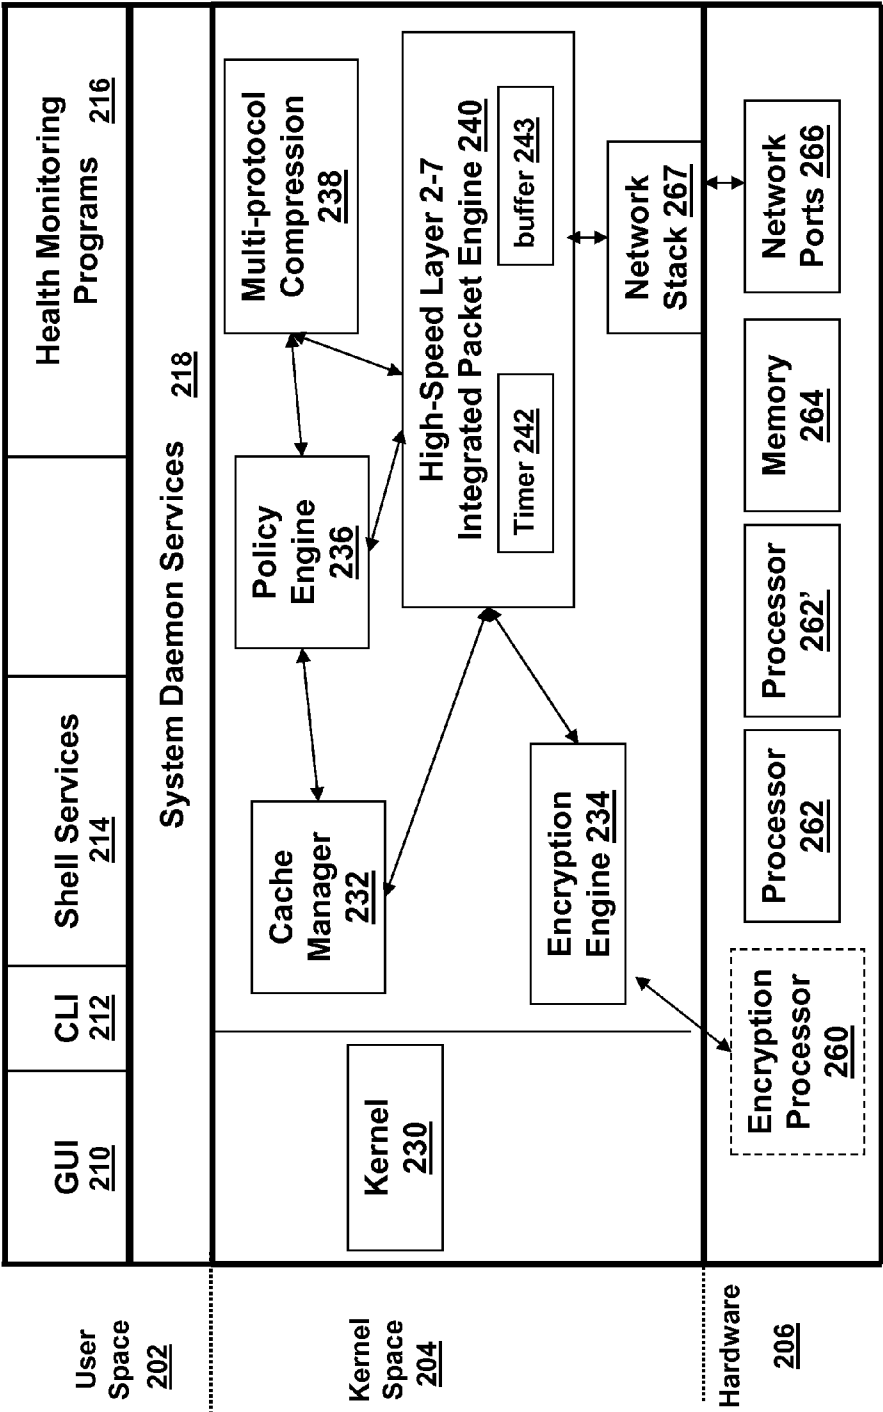 User
Space
202
GUI
210
CLI
212
Shell Services
214
Health Monitoring
Programs 216
System Daemon Services 218
Kernel
Space
204
Kernel
230
Cache
Manager
232
Policy
Engine
236
Multi-protocol
Compression
238
High-Speed Layer 2-7
Integrated Packet Engine 240
Timer 242
buffer 243
Encryption
Engine 234
Network
Stack 267
Hardware
206
Encryption
Processor
260
Processor
262
Processor
262’
Memory
264
Network
Ports 266